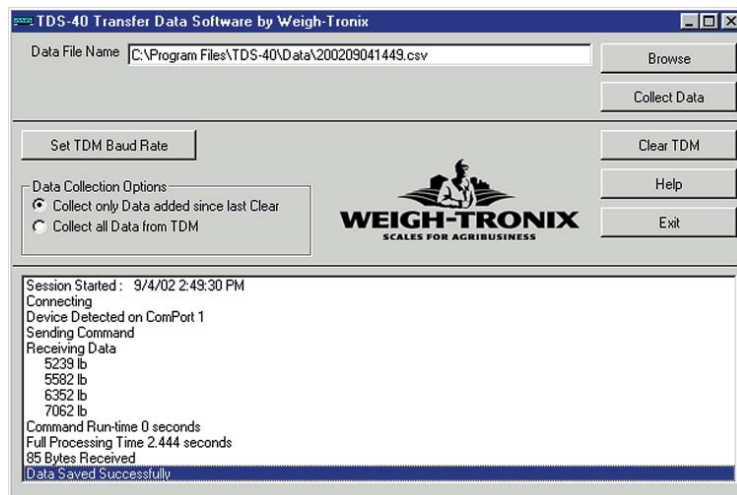 TDS-40 Transfer Data Software by Weigh-Tronix
Data File Name C:\Program Files\TDS-40\Data\200209041449.csv
Browse
Collect Data
Set TDM Baud Rate
Clear TDM
Data Collection Options
Collect only Data added since last Clear
Collect all Data from TDM
Help
Exit
WEIGH-TRONIX
SCALES FOR AGRIBUSINESS
Session Started : 9/4/02 2:49:30 PM
Connecting
Device Detected on ComPort 1
Sending Command
Receiving Data
5239 lb
5582 lb
6352 lb
7062 lb
Command Run-time 0 seconds
Full Processing Time 2.444 seconds
85 Bytes Received
Data Saved Successfully